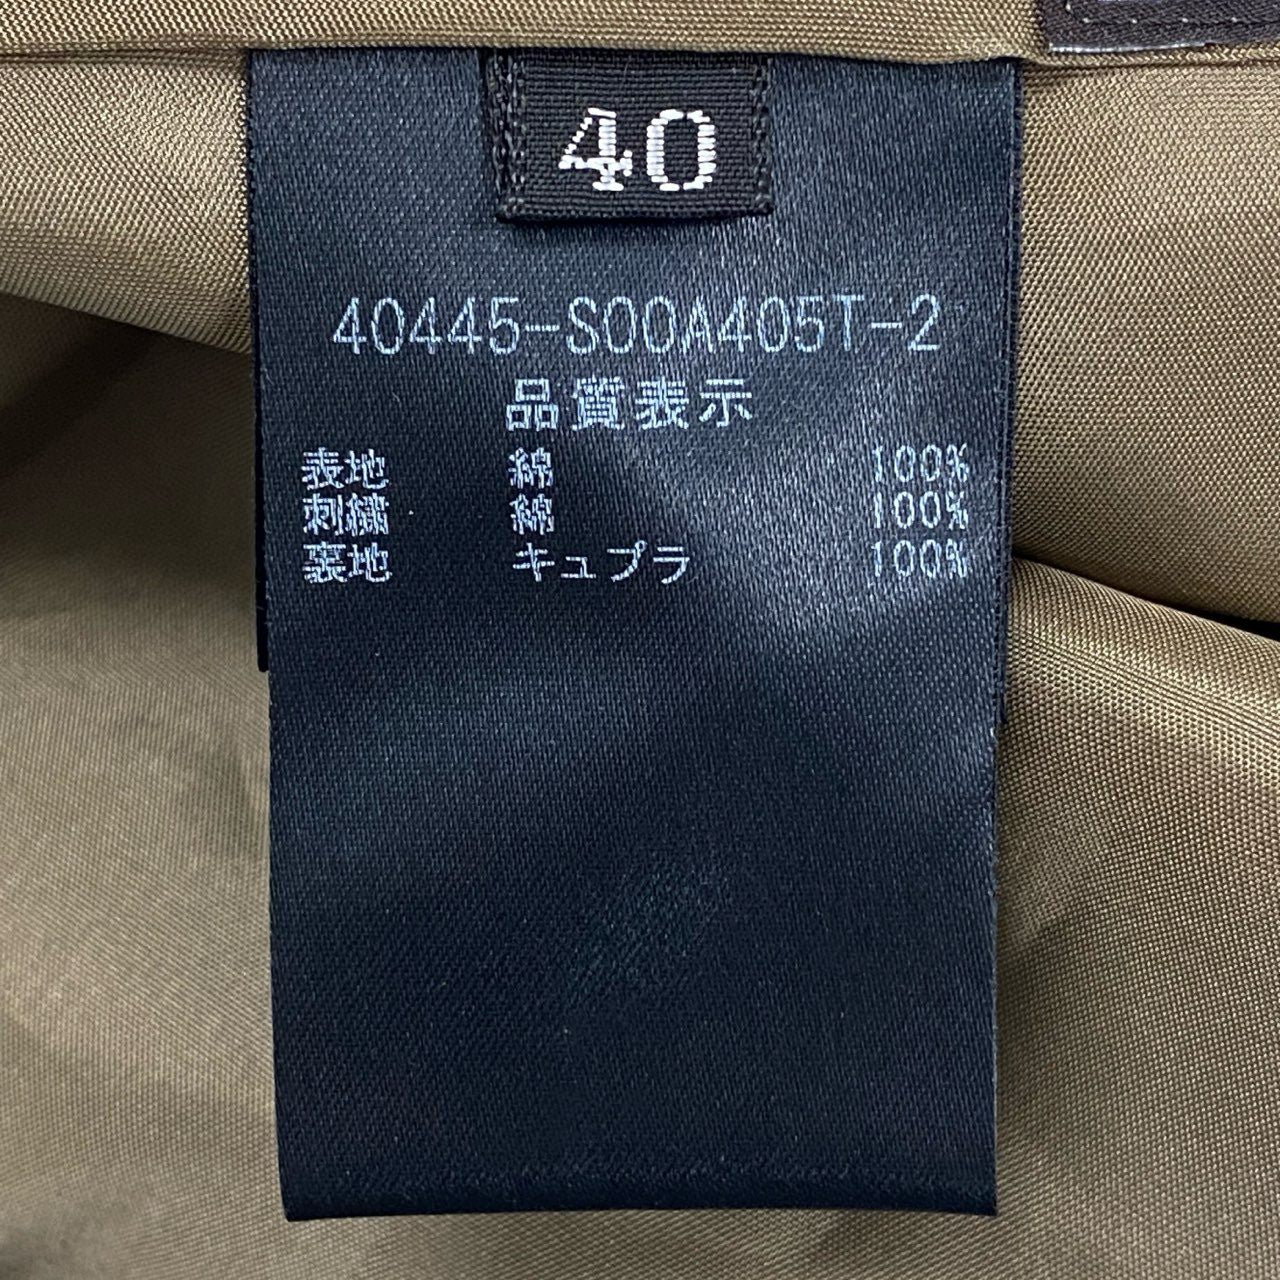 40
40445-S00A405T-2
品質表示
表地 綿 100%
刺繍 綿 100%
裏地 キュプラ 100%